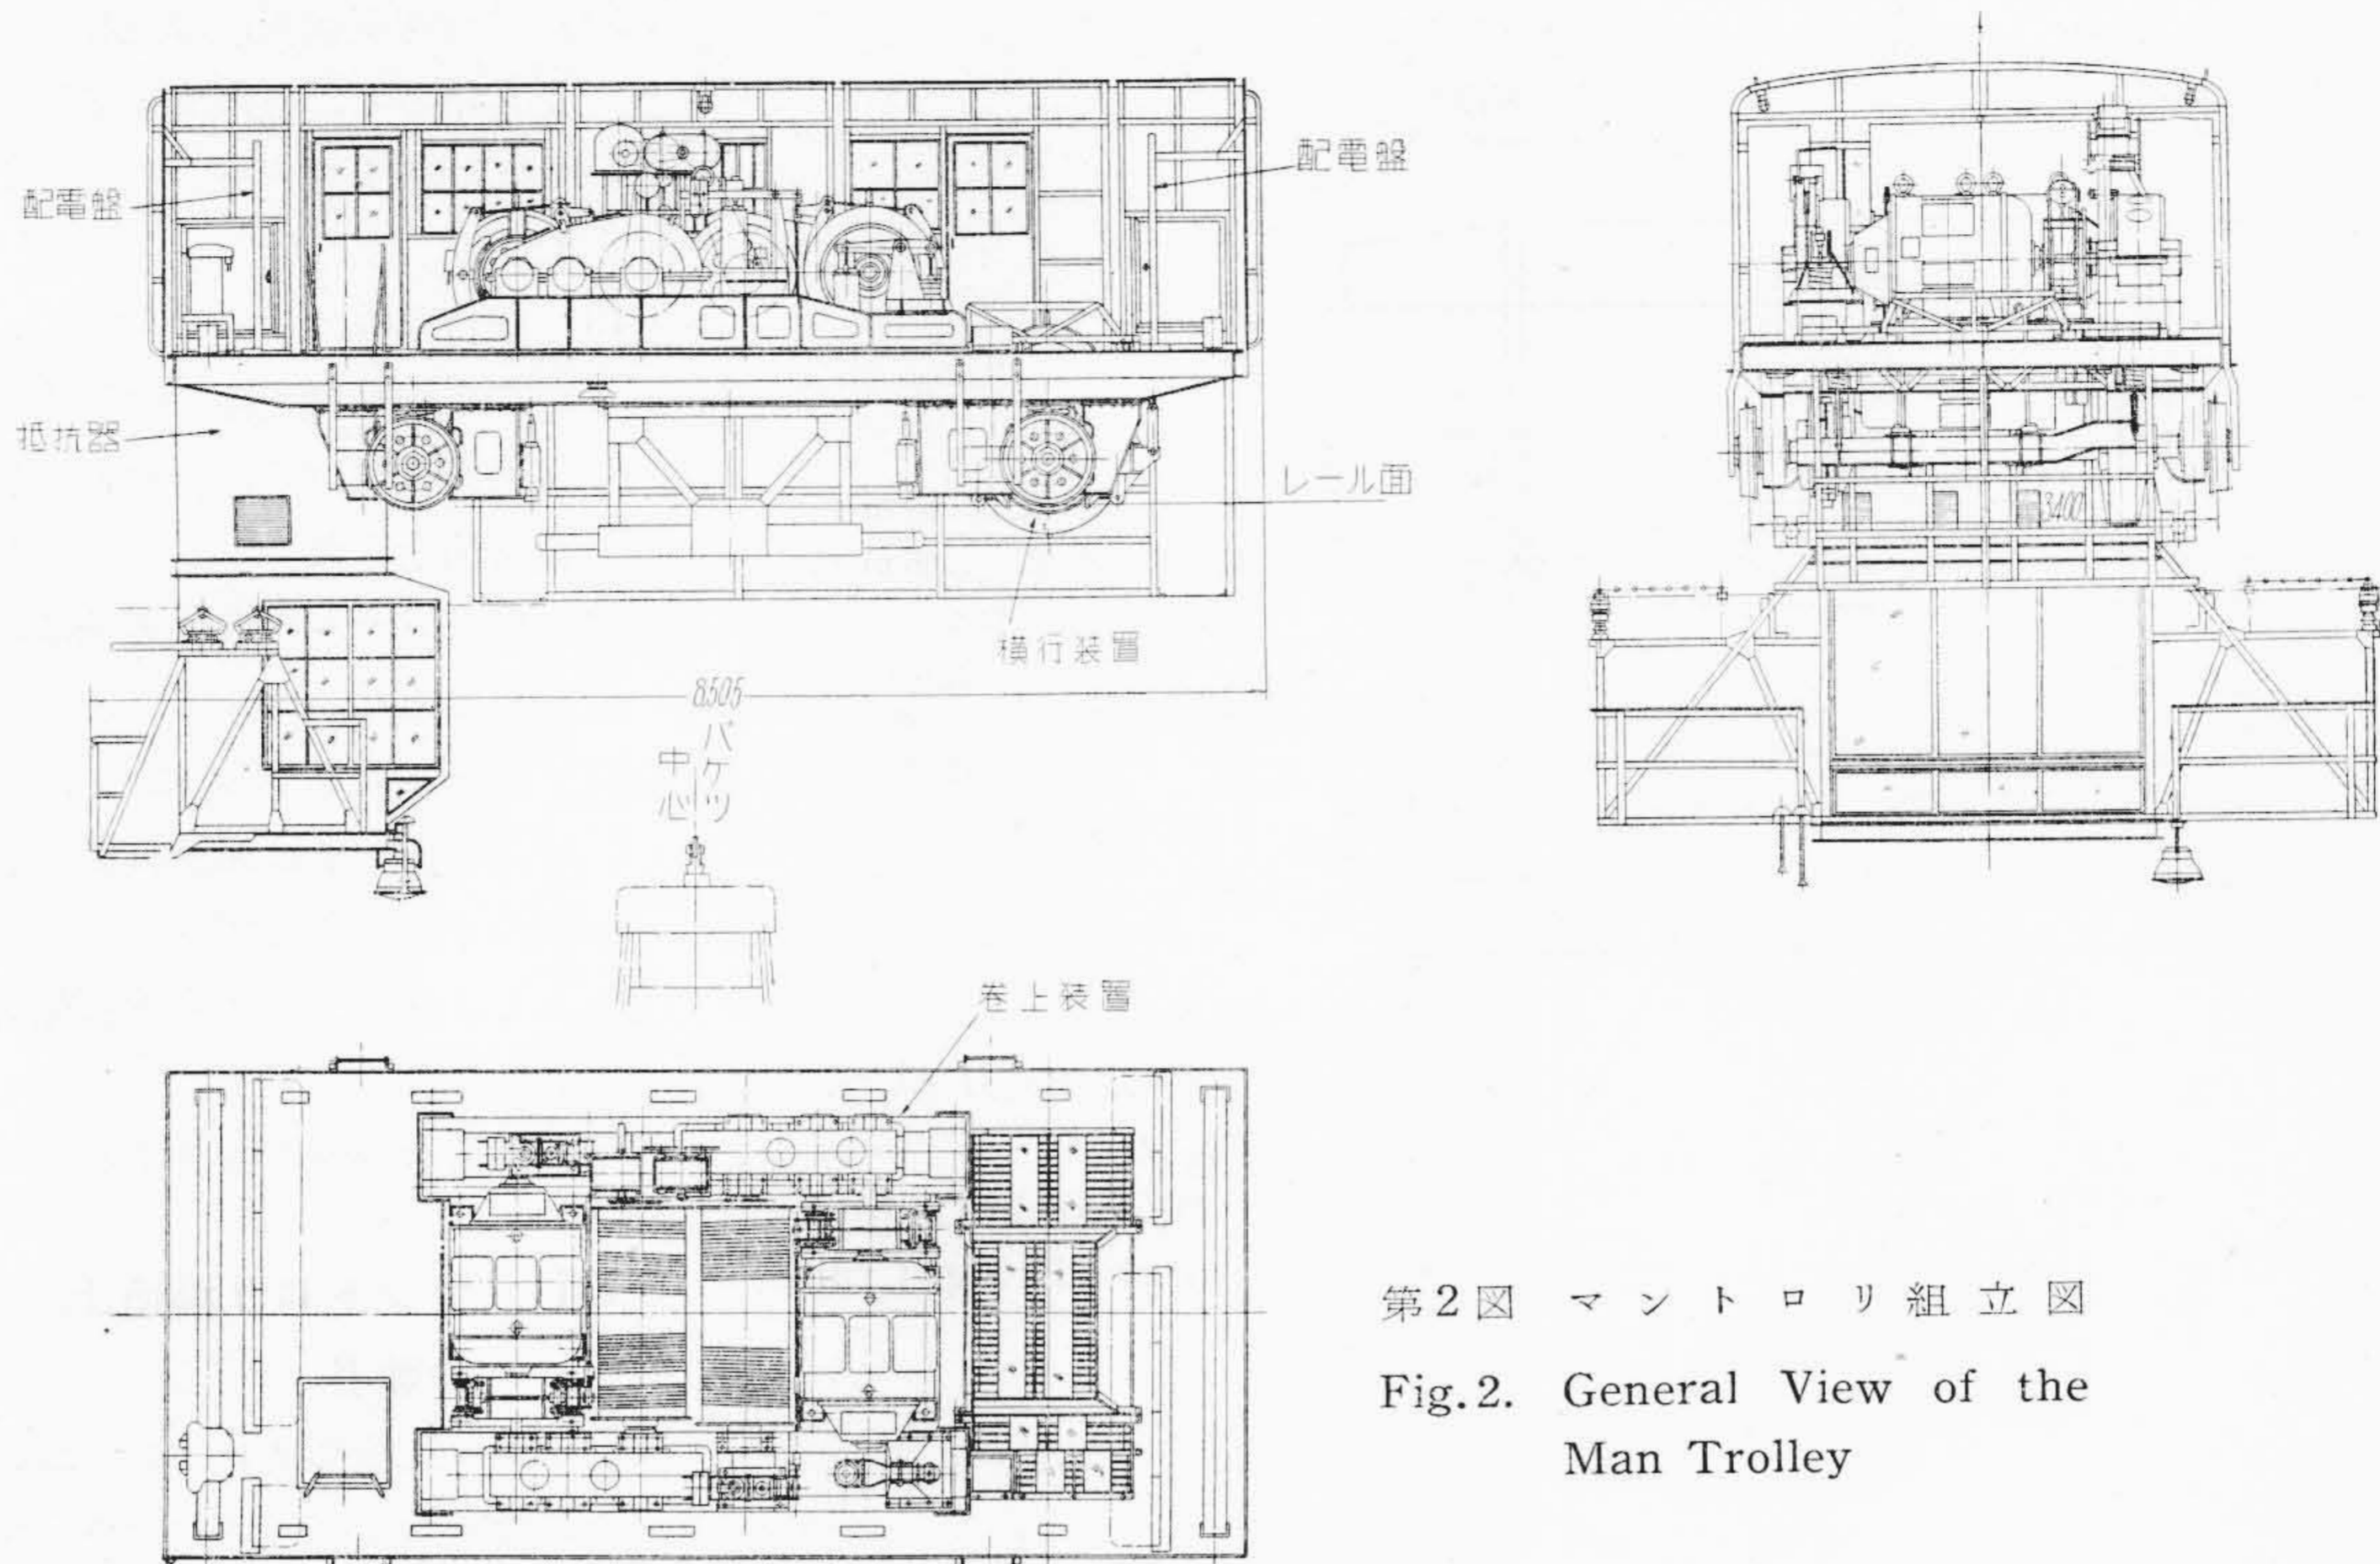 配電盤
配電盤
抵抗器
レール面
横行装置
8505
バケツ
中心
3400
巻上装置
第2図 マントロリ組立図
Fig.2. General View of the
Man Trolley